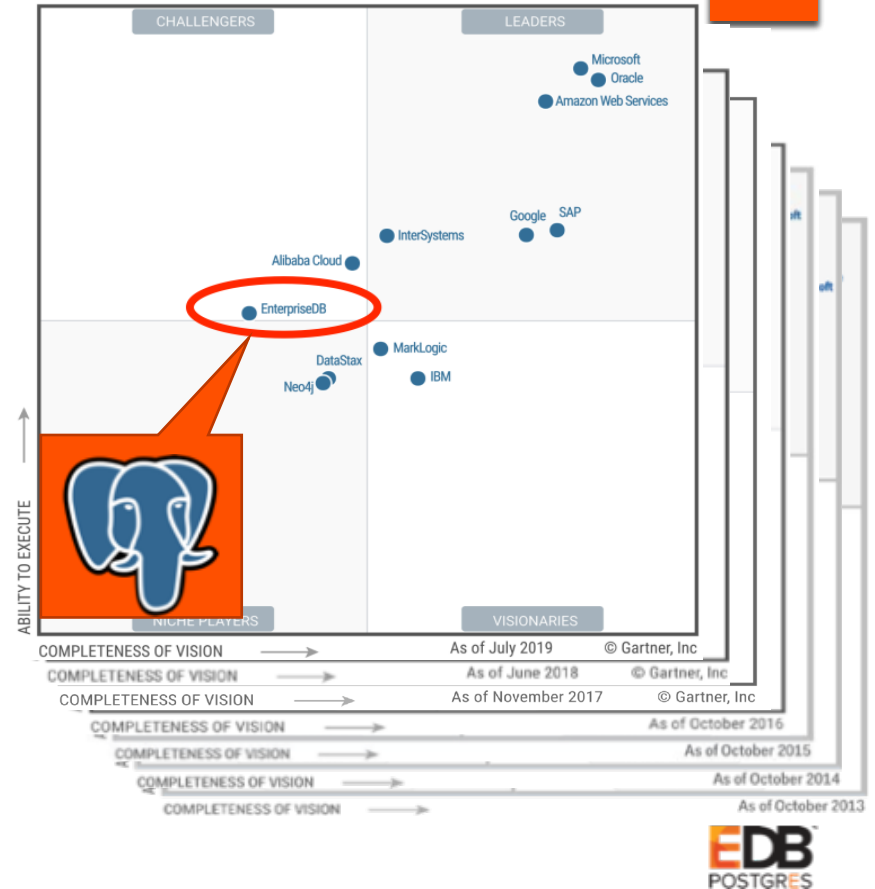 CHALLENGERS
LEADERS
Microsoft
Oracle
Amazon Web Services
Google
SAP
InterSystems
Alibaba Cloud
EnterpriseDB
MarkLogic
DataStax
IBM
Neo4j
ABILITY TO EXECUTE
NICHE PLAYERS
VISIONARIES
COMPLETENESS OF VISION As of July 2019 © Gartner, Inc
COMPLETENESS OF VISION As of June 2018 © Gartner, Inc
COMPLETENESS OF VISION As of November 2017 © Gartner, Inc
COMPLETENESS OF VISION As of October 2016
COMPLETENESS OF VISION As of October 2015
COMPLETENESS OF VISION As of October 2014
COMPLETENESS OF VISION As of October 2013
EDB
POSTGRES